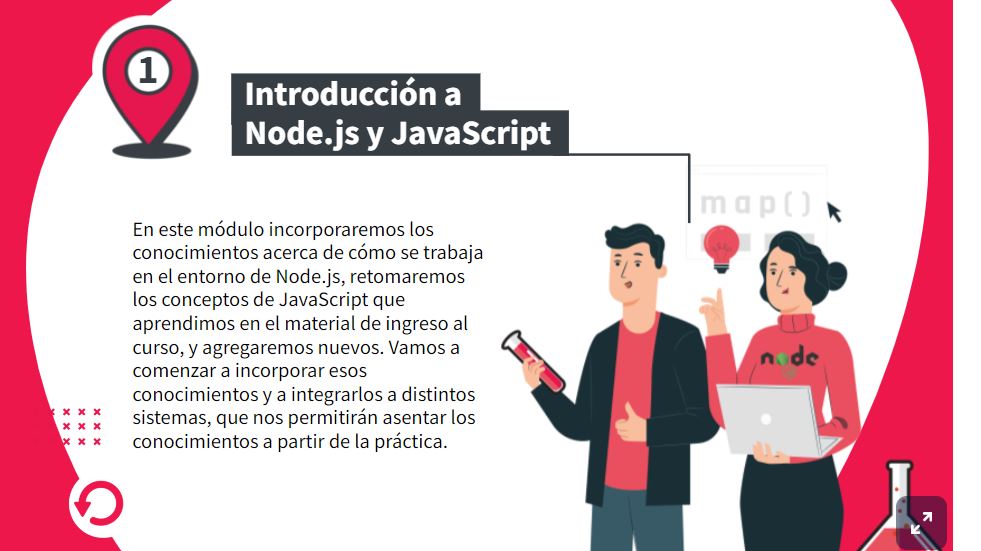 1
Introducción a
Node.js y JavaScript
map()
En este módulo incorporaremos los
conocimientos acerca de cómo se trabaja
en el entorno de Node.js, retomaremos
los conceptos de JavaScript que
aprendimos en el material de ingreso al
curso, y agregaremos nuevos. Vamos a
comenzar a incorporar esos
conocimientos y a integrarlos a distintos
sistemas, que nos permitirán asentar los
conocimientos a partir de la práctica.
node